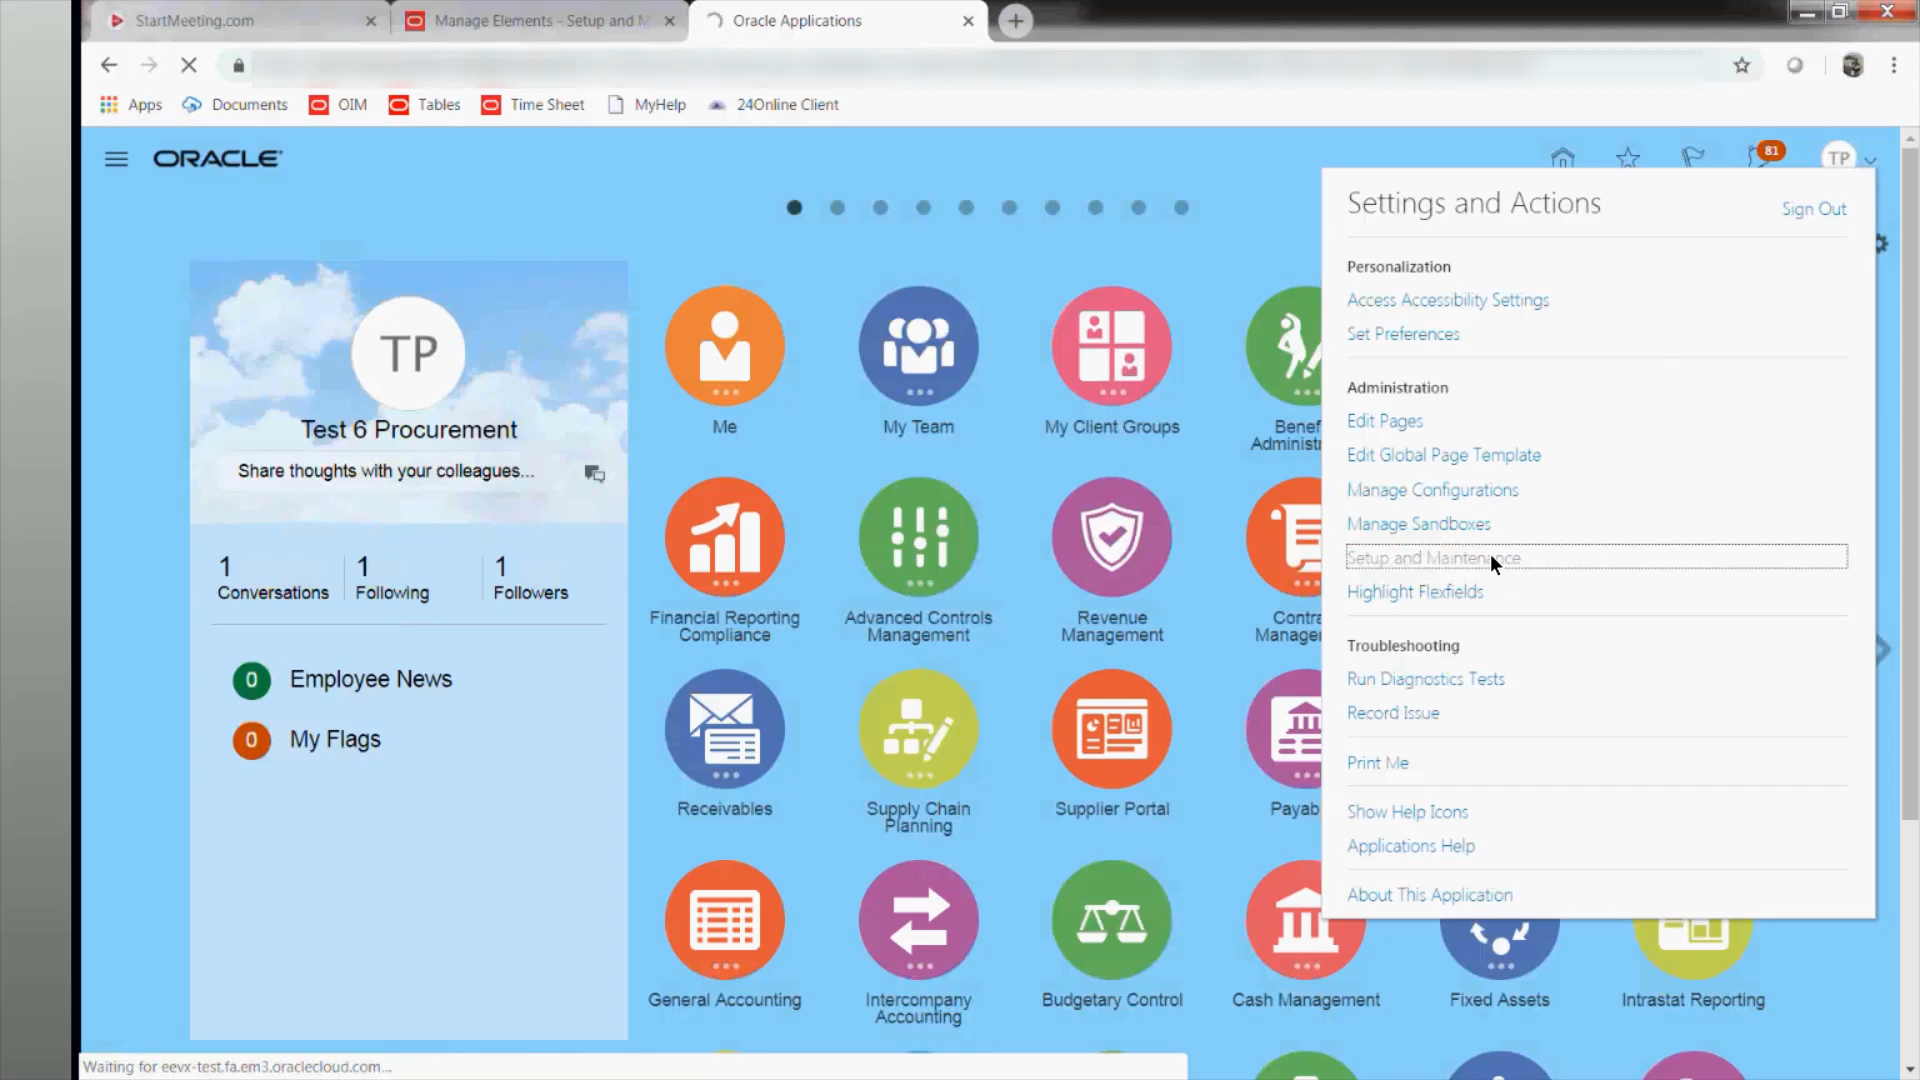 StartMeeting.com
Manage Elements - Setup and M
Oracle Applications
Apps
Documents
OIM
Tables
Time Sheet
MyHelp
24Online Client
ORACLE
81
TP
Settings and Actions
Sign Out
Personalization
Access Accessibility Settings
Set Preferences
Administration
Edit Pages
Edit Global Page Template
Manage Configurations
Manage Sandboxes
Setup and Maintenance
Highlight Flexfields
Troubleshooting
Run Diagnostics Tests
Record Issue
Print Me
Show Help Icons
Applications Help
About This Application
TP
Test 6 Procurement
Share thoughts with your colleagues...
1
Conversations
1
Following
1
Followers
0
Employee News
0
My Flags
Me
My Team
My Client Groups
Benef
Administr
Financial Reporting
Compliance
Advanced Controls
Management
Revenue
Management
Contra
Manager
Receivables
Supply Chain
Planning
Supplier Portal
Payab
General Accounting
Intercompany
Accounting
Budgetary Control
Cash Management
Fixed Assets
Intrastat Reporting
Waiting for eevx-test.fa.em3.oraclecloud.com...